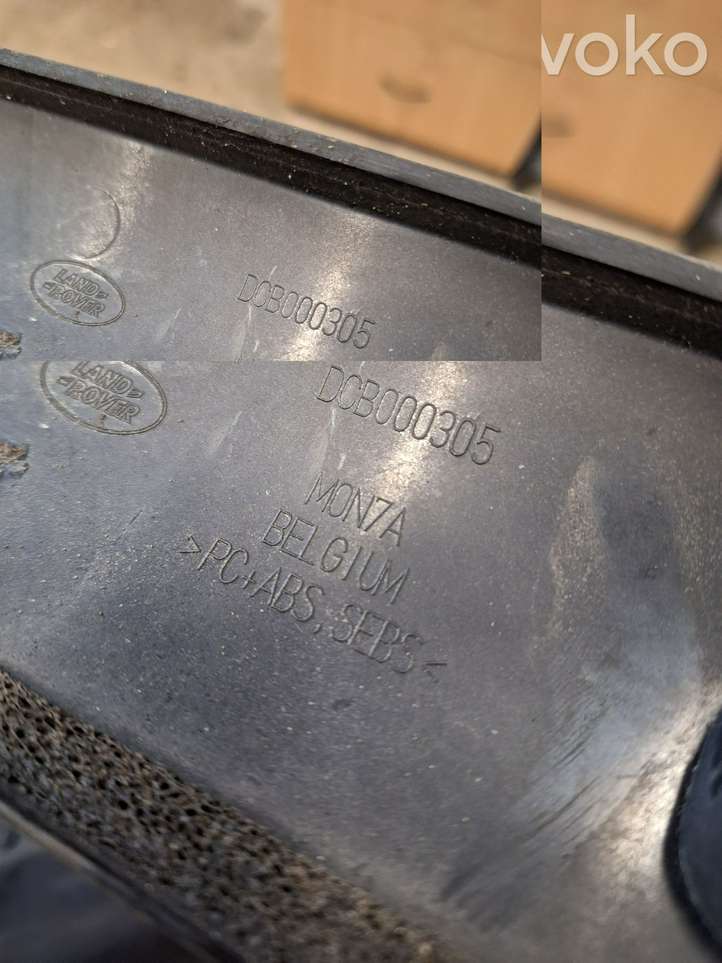 voko
LAND
ROVER
DCB000305
LAND
ROVER
DCB000305
MONZA
BELGIUM
>PC+ABS,SEBS<